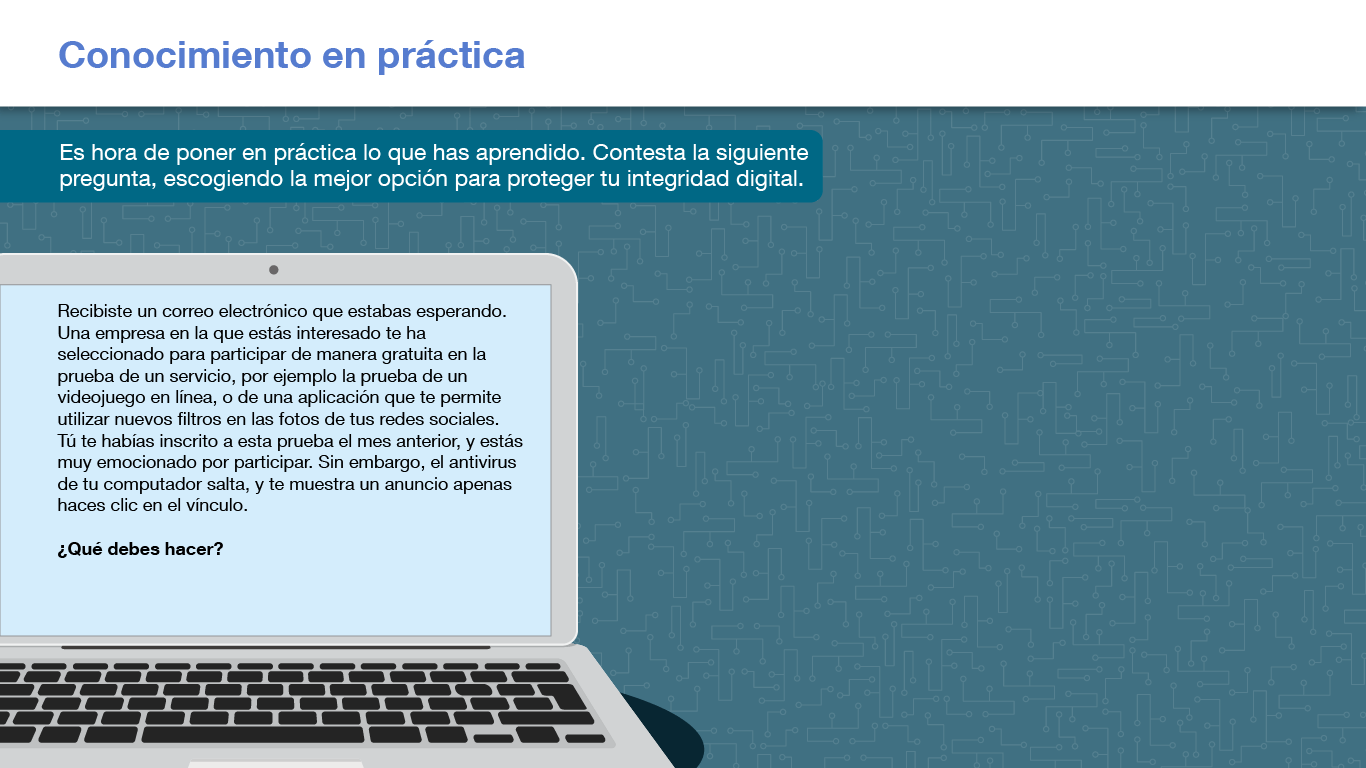 Conocimiento en práctica
Es hora de poner en práctica lo que has aprendido. Contesta la siguiente
pregunta, escogiendo la mejor opción para proteger tu integridad digital.
Recibiste un correo electrónico que estabas esperando.
Una empresa en la que estás interesado te ha
seleccionado para participar de manera gratuita en la
prueba de un servicio, por ejemplo la prueba de un
videojuego en línea, o de una aplicación que te permite
utilizar nuevos filtros en las fotos de tus redes sociales.
Tú te habías inscrito a esta prueba el mes anterior, y estás
muy emocionado por participar. Sin embargo, el antivirus
de tu computador salta, y te muestra un anuncio apenas
haces clic en el vínculo.
¿Qué debes hacer?